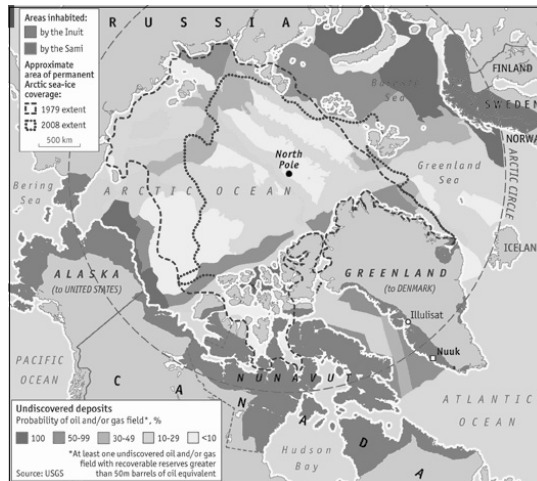 RUSSIA
Areas inhabited:
by the Inuit
by the Sami
Approximate
area of permanent
Arctic sea-ice
coverage:
1979 extent
2008 extent
500 km
FINLAND
SWEDEN
NORWAY
Barents
Sea
North
Pole
Greenland
Sea
ARCTIC CIRCLE
ICELAND
Bering
Sea
ARCTIC OCEAN
ALASKA
(to UNITED STATES)
GREENLAND
(to DENMARK)
Illulisat
Nuuk
PACIFIC
OCEAN
NUNAVUT
CANADA
ATLANTIC
OCEAN
Hudson
Bay
Undiscovered deposits
Probability of oil and/or gas field*, %
100 50-99 30-49 10-29 <10
*At least one undiscovered oil and/or gas
field with recoverable reserves greater
than 50m barrels of oil equivalent
Source: USGS